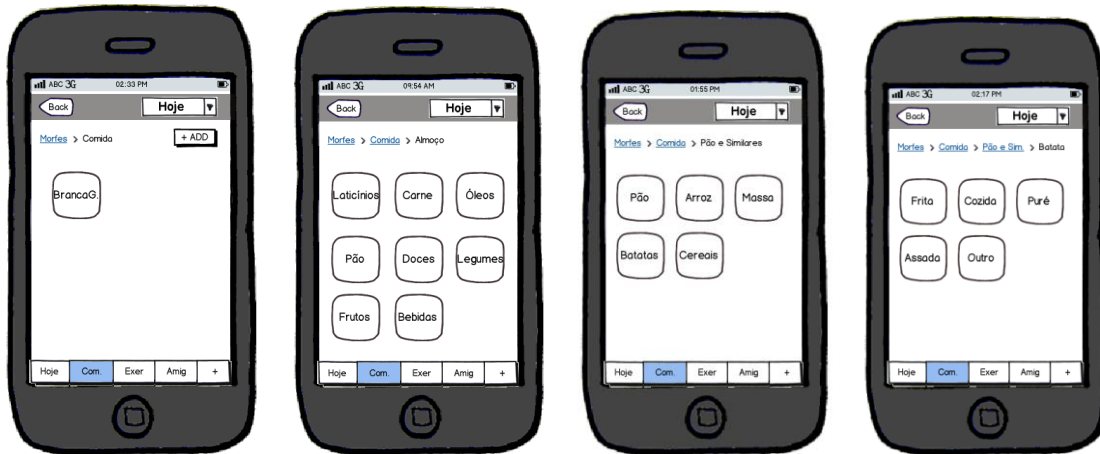 ABC 3G 02:33 PM
Back Hoje
Morfes > Comida + ADD
BrancaG.
Hoje Com. Exer Amig +
ABC 3G 09:54 AM
Back Hoje
Morfes > Comida > Almoço
Laticínios Carne Óleos
Pão Doces Legumes
Frutos Bebidas
Hoje Com. Exer Amig +
ABC 3G 01:55 PM
Back Hoje
Morfes > Comida > Pão e Similares
Pão Arroz Massa
Batatas Cereais
Hoje Com. Exer Amig +
ABC 3G 02:17 PM
Back Hoje
Morfes > Comida > Pão e Sim. > Batata
Frita Cozida Puré
Assada Outro
Hoje Com. Exer Amig +